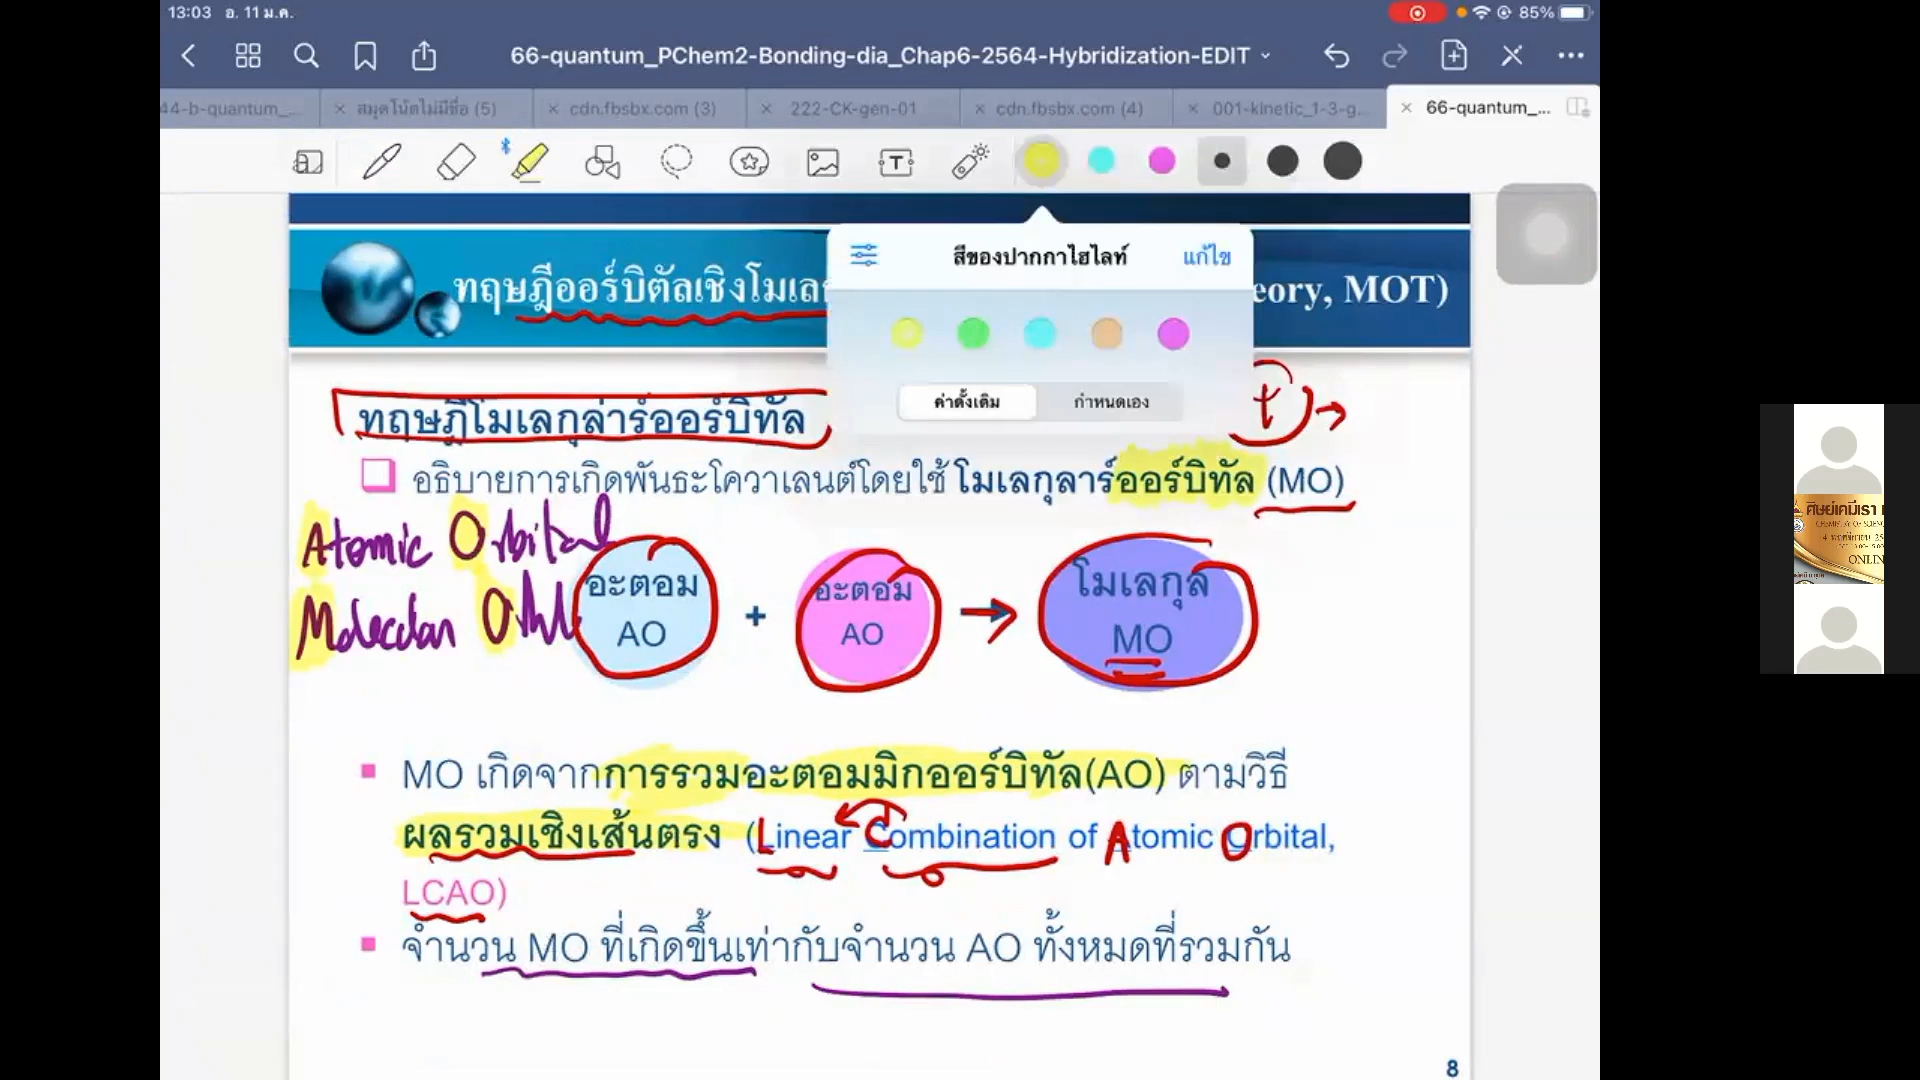 13:03 อ. 11 ม.ค.
85%
66-quantum_PChem2-Bonding-dia_Chap6-2564-Hybridization-EDIT
44-b-quantum_...
สมุดโน้ตไม่มีชื่อ (5)
cdn.fbsbx.com (3)
222-CK-gen-01
cdn.fbsbx.com (4)
001-kinetic_1-3-g...
66-quantum_...
สีของปากกาไฮไลท์
แก้ไข
ค่าดั้งเดิม
กำหนดเอง
ทฤษฎีออร์บิตัลเชิงโมเล
eory, MOT)
ทฤษฎีโมเลกุล่าร์ออร์บิทัล
อธิบายการเกิดพันธะโควาเลนต์โดยใช้ โมเลกุลาร์ออร์บิทัล (MO)
Atomic Orbital
Molecular
อะตอม
AO
+
อะตอม
AO
โมเลกุล
MO
MO เกิดจากการรวมอะตอมมิกออร์บิทัล(AO) ตามวิธี
ผลรวมเชิงเส้นตรง (Linear Combination of Atomic Orbital,
LCAO)
จำนวน MO ที่เกิดขึ้นเท่ากับจำนวน AO ทั้งหมดที่รวมกัน
8
ศิษย์เคมีเรา
ONLIN